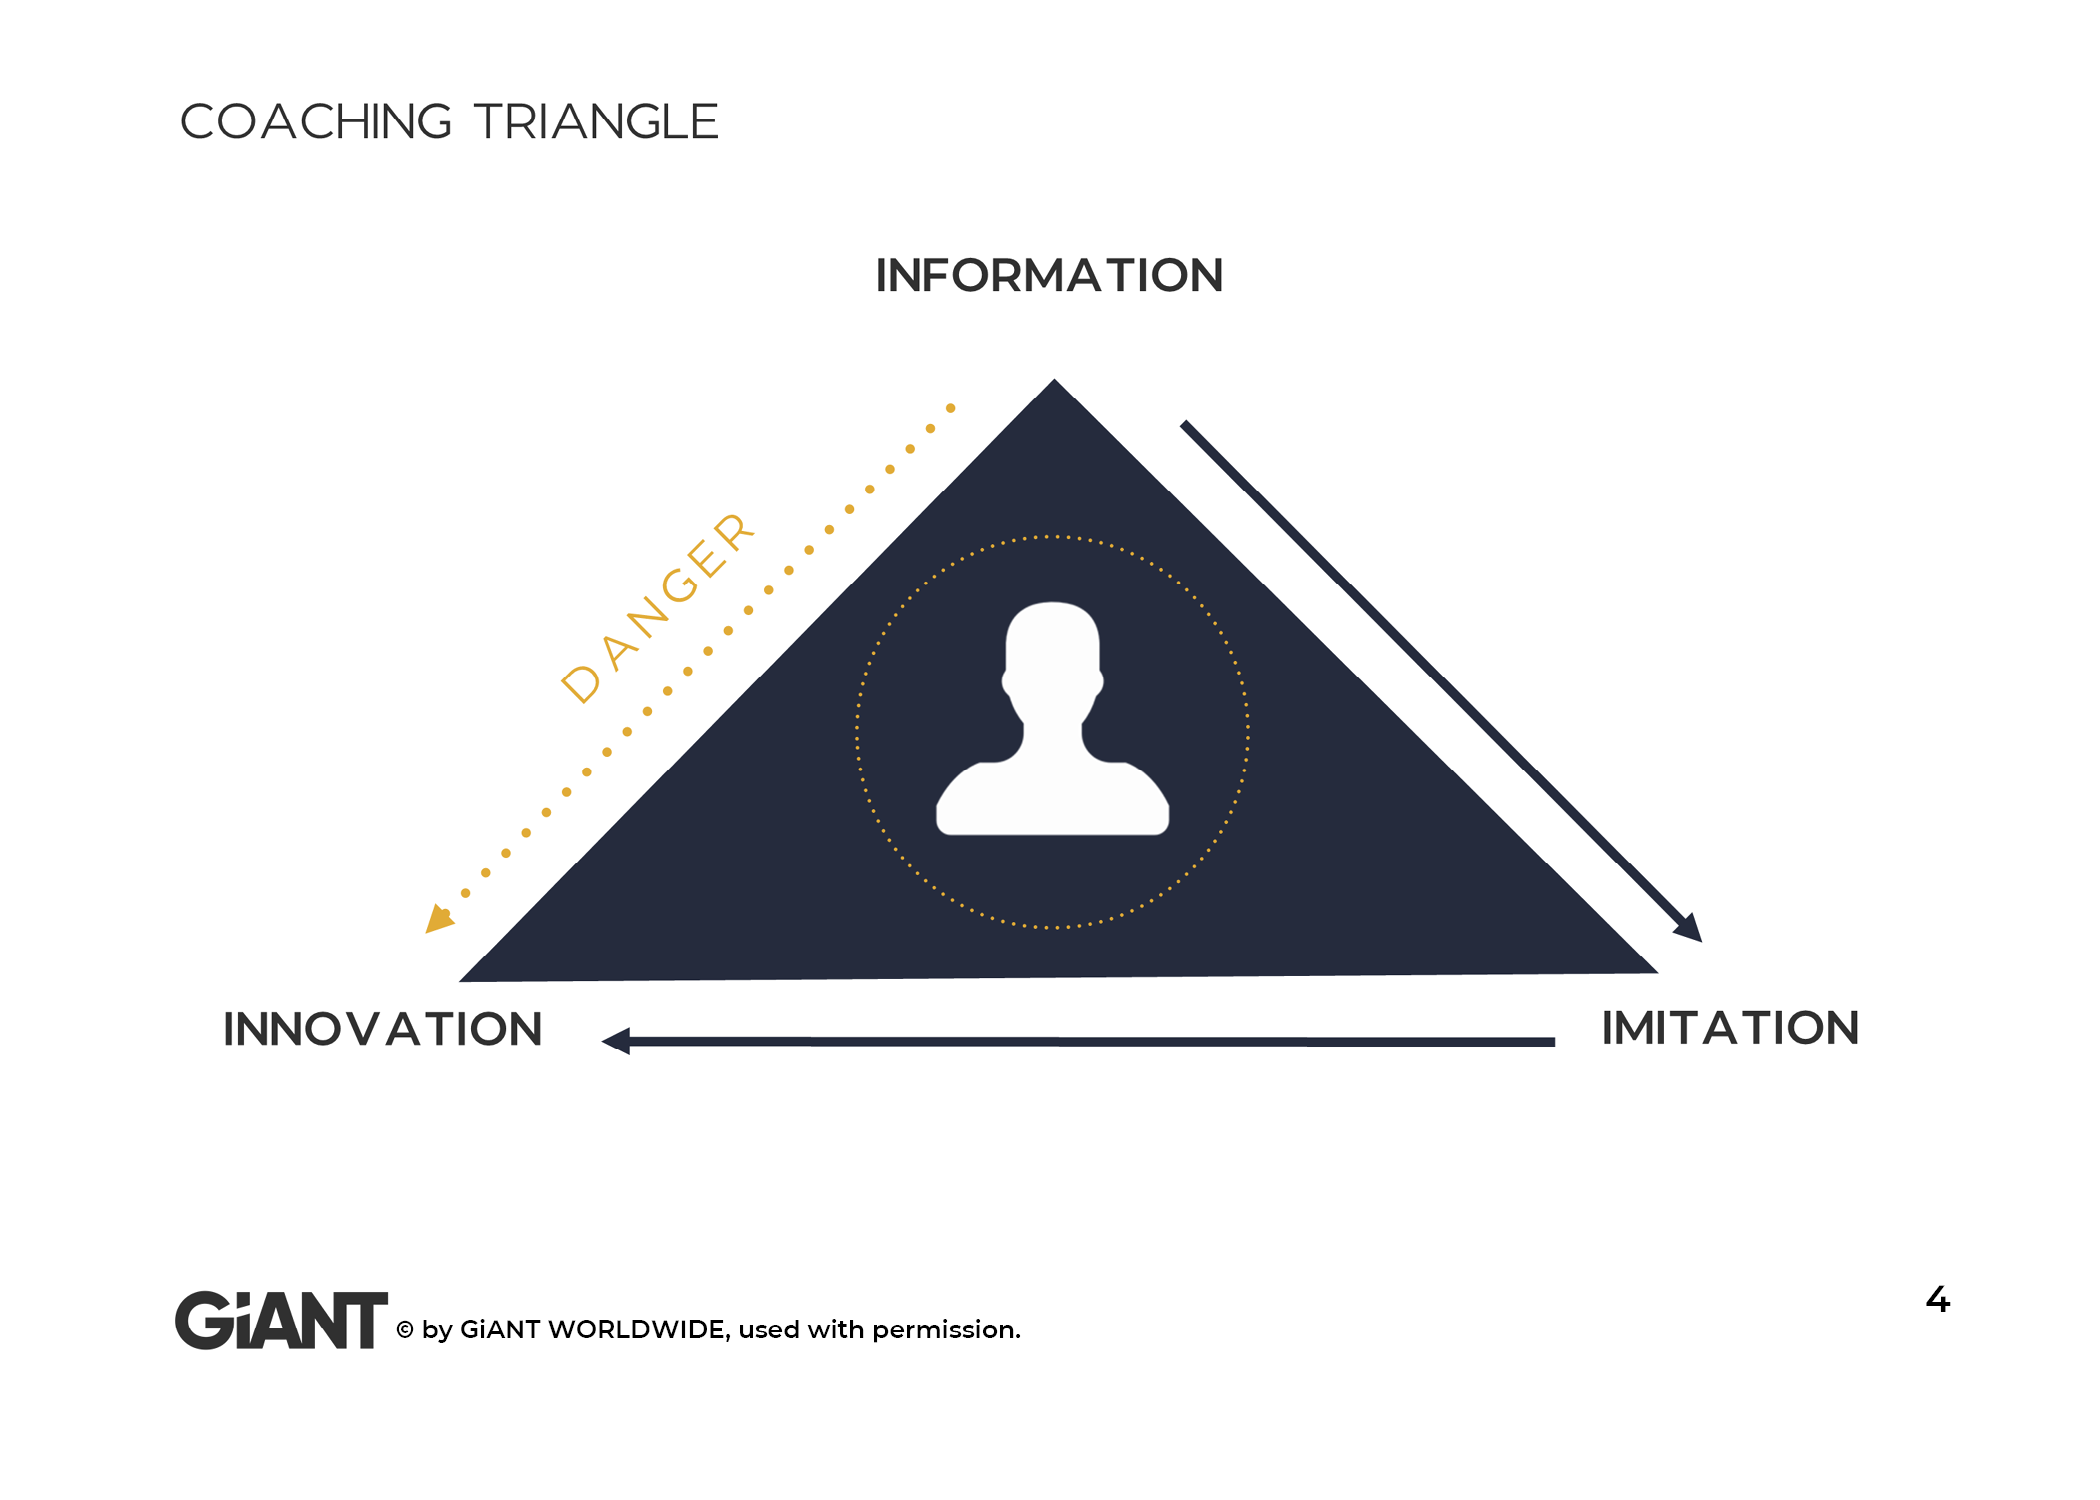 COACHING TRIANGLE
INFORMATION
DANGER
INNOVATION
IMITATION
GiANT © by GiANT WORLDWIDE, used with permission.
4